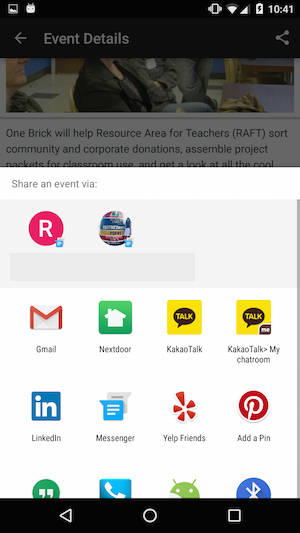 10:41
Event Details
One Brick will help Resource Area for Teachers (RAFT) sort
community and corporate donations, assemble project
packets for classroom use, and get a look at all the cool
Share an event via:
R
TALK
TALK
me
Gmail
Nextdoor
KakaoTalk
KakaoTalk> My
chatroom
in
LinkedIn
Messenger
Yelp Friends
Add a Pin